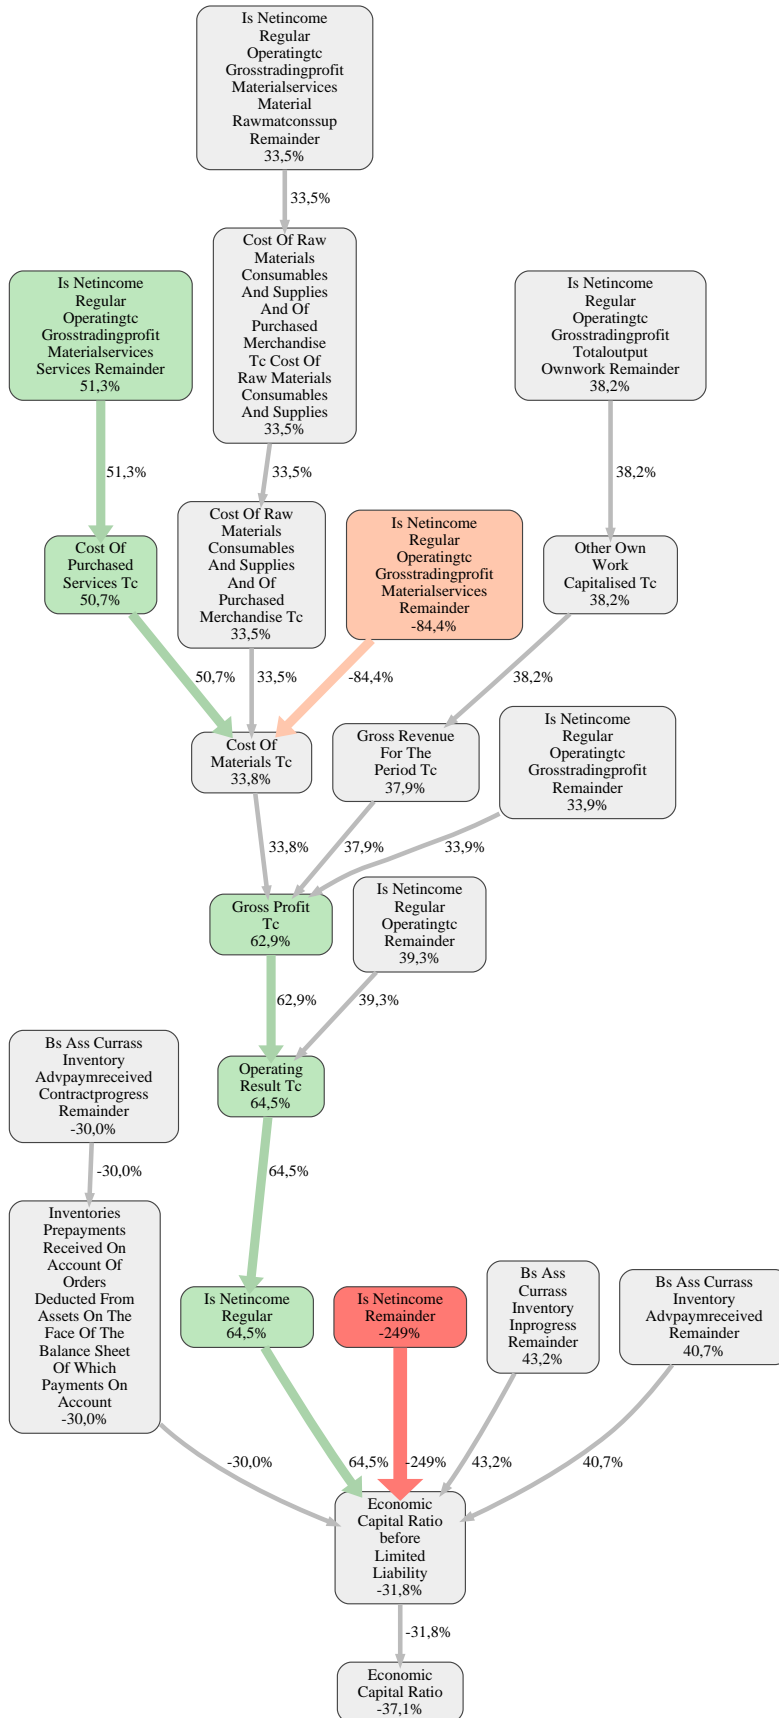 Is Netincome
Regular
Operatingtc
Grosstradingprofit
Materialservices
Material
Rawmatconssup
Remainder
33,5%
33,5%
Cost Of Raw
Materials
Consumables
And Supplies
And Of
Purchased
Merchandise
Tc Cost Of
Raw Materials
Consumables
And Supplies
33,5%
Is Netincome
Regular
Operatingtc
Grosstradingprofit
Materialservices
Services Remainder
51,3%
Is Netincome
Regular
Operatingtc
Grosstradingprofit
Totaloutput
Ownwork Remainder
38,2%
51,3%
33,5%
38,2%
Cost Of
Purchased
Services Tc
50,7%
Cost Of Raw
Materials
Consumables
And Supplies
And Of
Purchased
Merchandise Tc
33,5%
Is Netincome
Regular
Operatingtc
Grosstradingprofit
Materialservices
Remainder
-84,4%
Other Own
Work
Capitalised Tc
38,2%
50,7%
33,5%
-84,4%
38,2%
Cost Of
Materials Tc
33,8%
Gross Revenue
For The
Period Tc
37,9%
Is Netincome
Regular
Operatingtc
Grosstradingprofit
Remainder
33,9%
33,8%
37,9%
33,9%
Gross Profit
Tc
62,9%
Is Netincome
Regular
Operatingtc
Remainder
39,3%
62,9%
39,3%
Bs Ass Currass
Inventory
Advpaymreceived
Contractprogress
Remainder
-30,0%
Operating
Result Tc
64,5%
-30,0%
64,5%
Inventories
Prepayments
Received On
Account Of
Orders
Deducted From
Assets On The
Face Of The
Balance Sheet
Of Which
Payments On
Account
-30,0%
Is Netincome
Regular
64,5%
Is Netincome
Remainder
-249%
Bs Ass
Currass
Inventory
Inprogress
Remainder
43,2%
Bs Ass Currass
Inventory
Advpaymreceived
Remainder
40,7%
-30,0%
64,5%
-249%
43,2%
40,7%
Economic
Capital Ratio
before
Limited
Liability
-31,8%
-31,8%
Economic
Capital Ratio
-37,1%